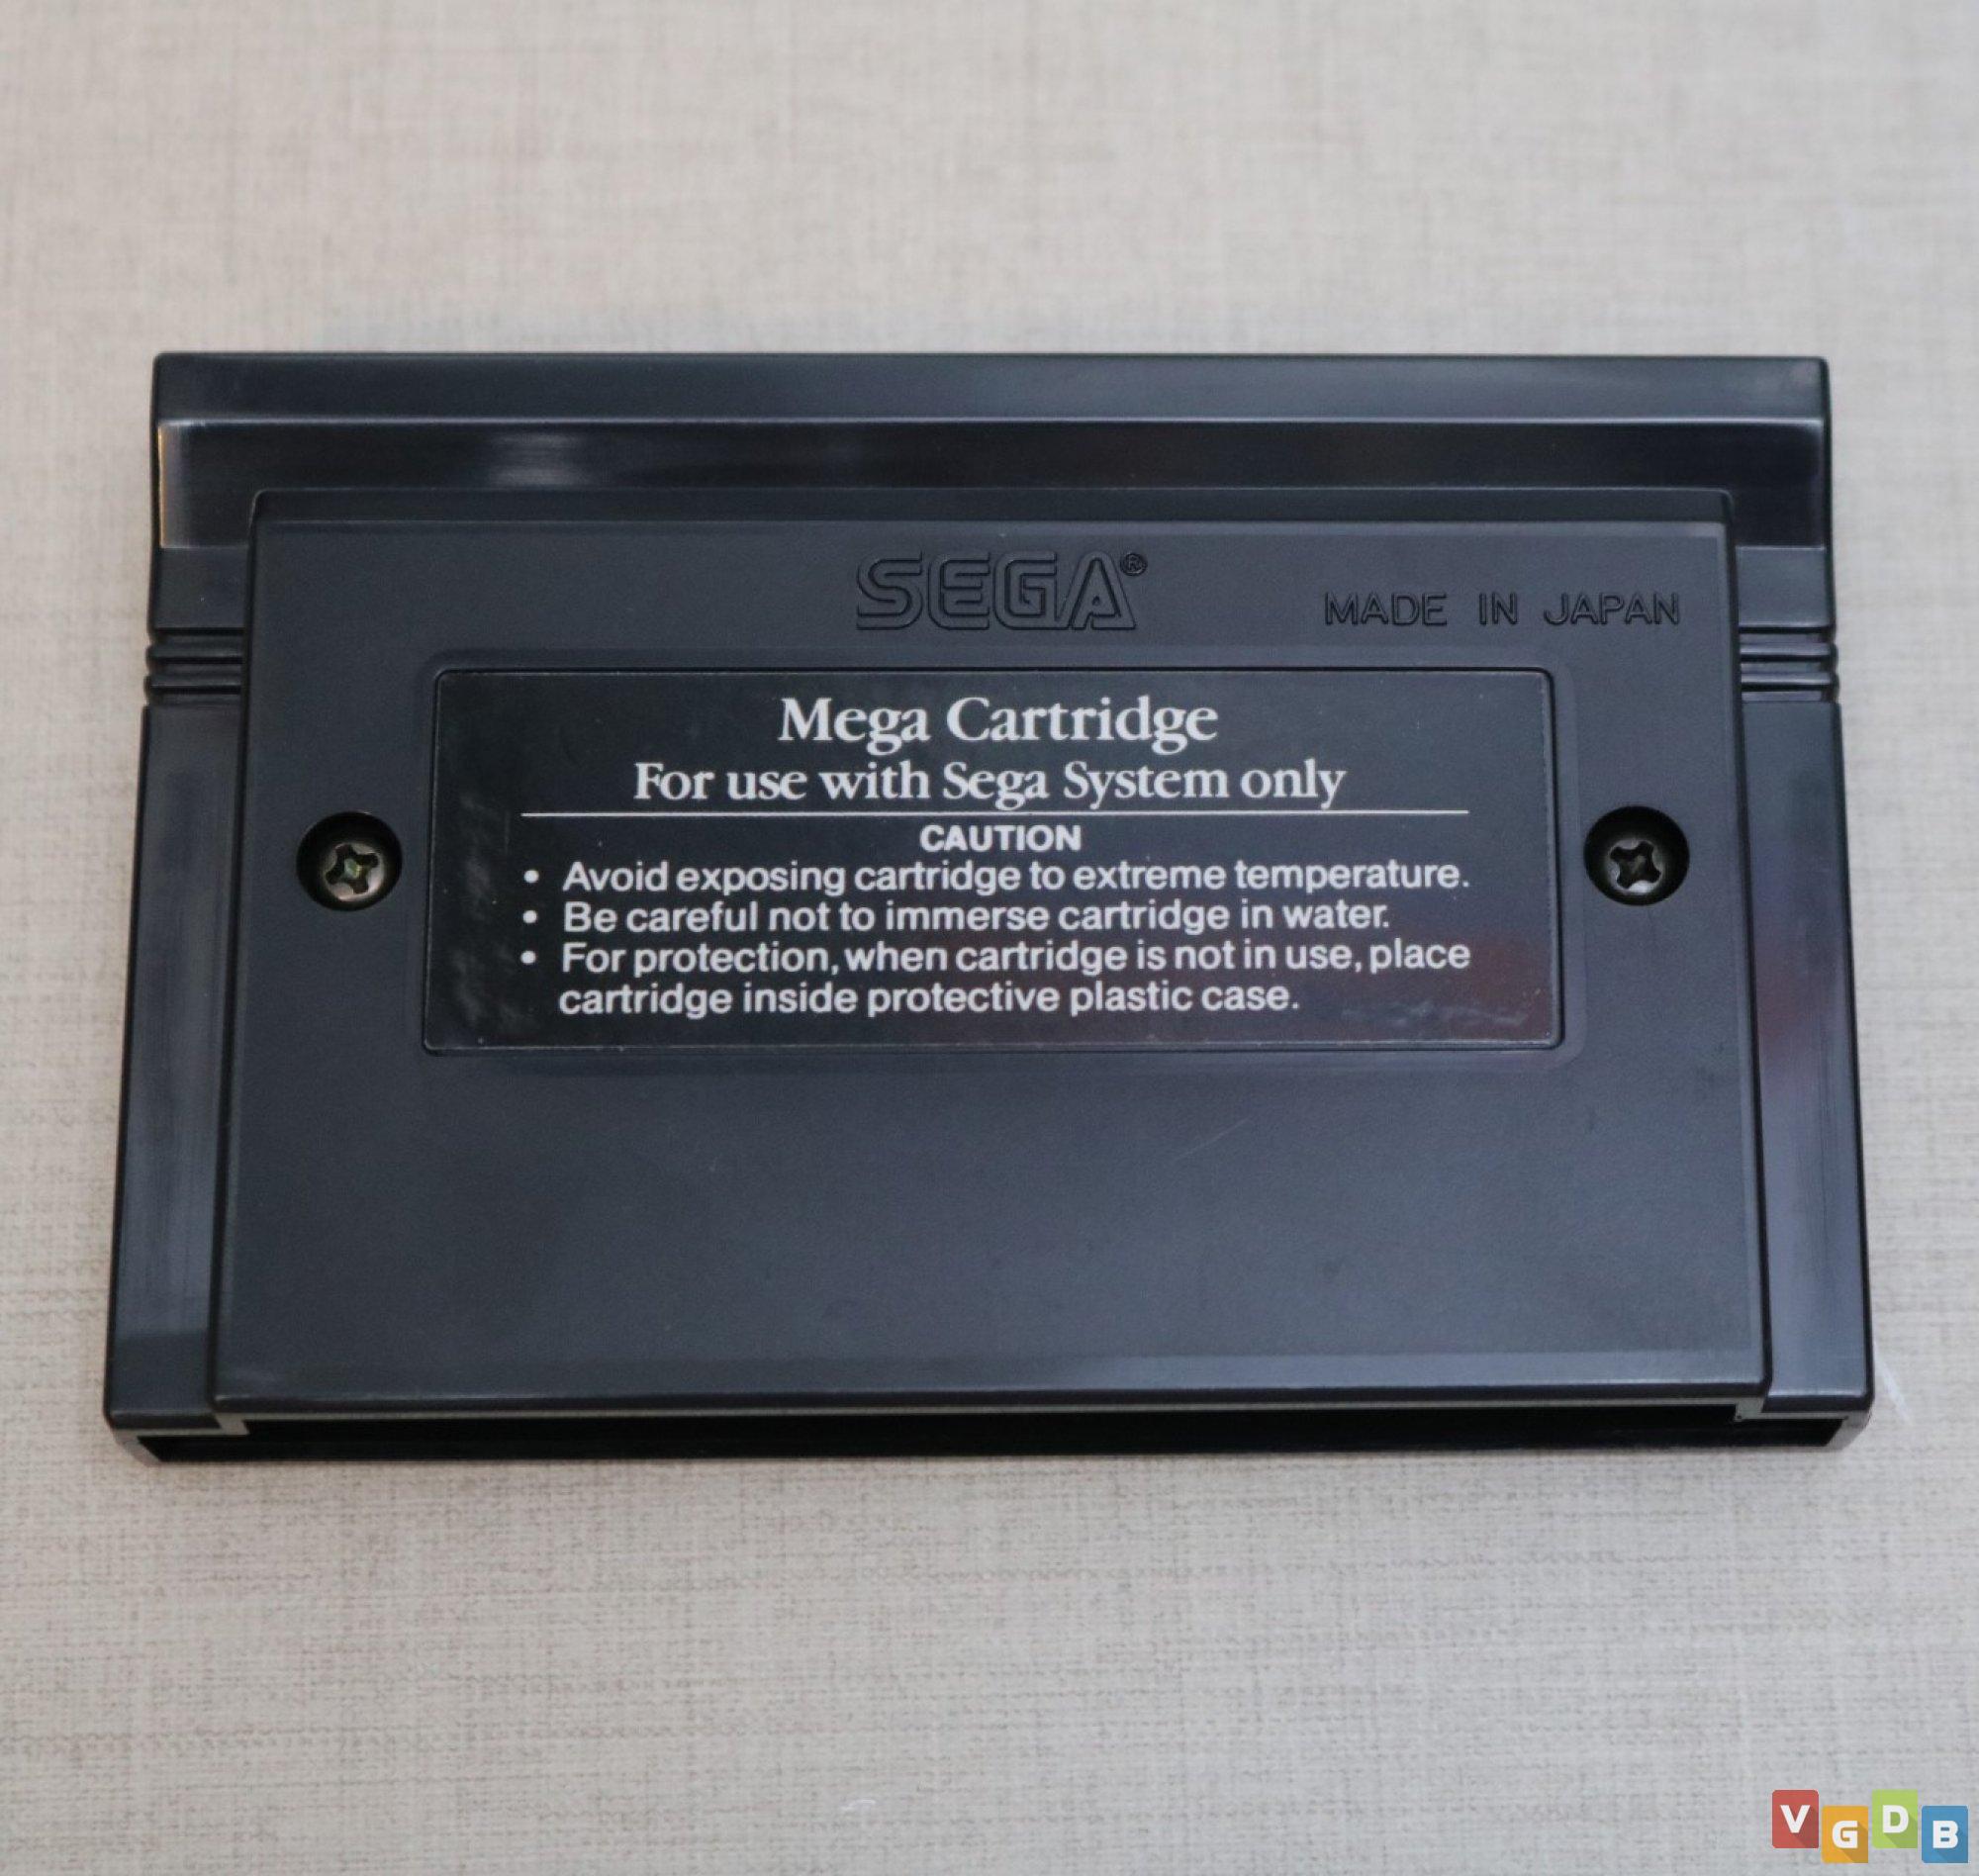 SEGA®
MADE IN JAPAN
Mega Cartridge
For use with Sega System only
CAUTION
• Avoid exposing cartridge to extreme temperature.
• Be careful not to immerse cartridge in water.
• For protection, when cartridge is not in use, place
cartridge inside protective plastic case.
VGDB